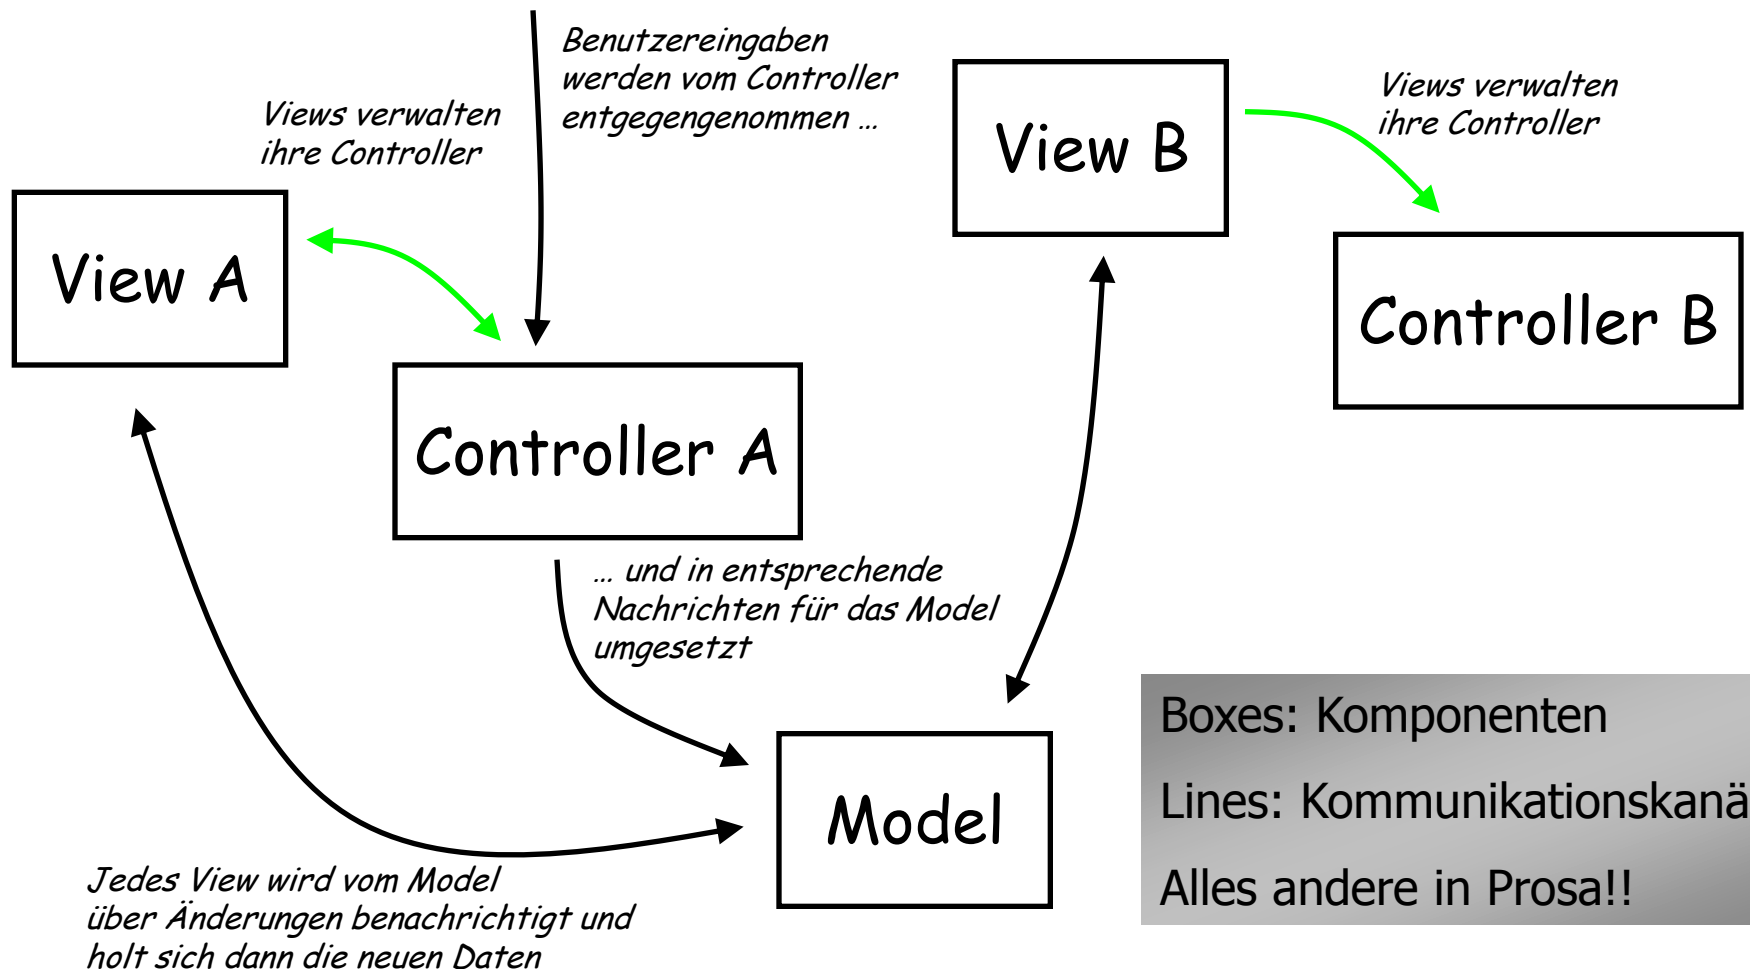 Benutzereingaben
werden vom Controller
entgegengenommen ...
Views verwalten
ihre Controller
Views verwalten
ihre Controller
View B
View A
Controller B
Controller A
... und in entsprechende
Nachrichten für das Model
umgesetzt
Model
Boxes: Komponenten
Lines: Kommunikationskanä
Alles andere in Prosa!!
Jedes View wird vom Model
über Änderungen benachrichtigt und
holt sich dann die neuen Daten